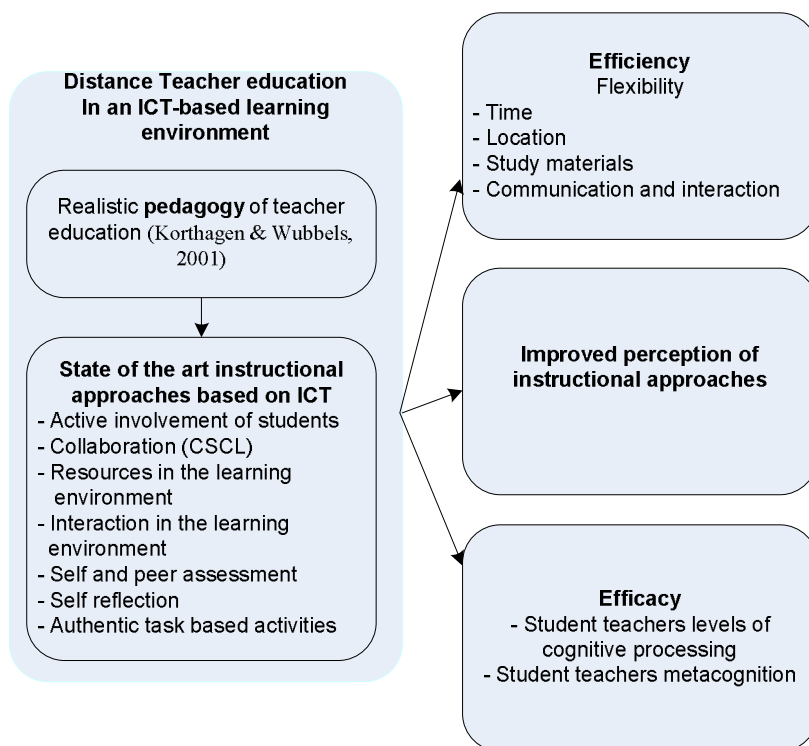 Distance Teacher education
In an ICT-based learning
environment
Realistic pedagogy of teacher
education (Korthagen & Wubbels,
2001)
State of the art instructional
approaches based on ICT
- Active involvement of students
- Collaboration (CSCL)
- Resources in the learning
environment
- Interaction in the learning
environment
- Self and peer assessment
- Self reflection
- Authentic task based activities
Efficiency
Flexibility
- Time
- Location
- Study materials
- Communication and interaction
Improved perception of
instructional approaches
Efficacy
- Student teachers levels of
cognitive processing
- Student teachers metacognition